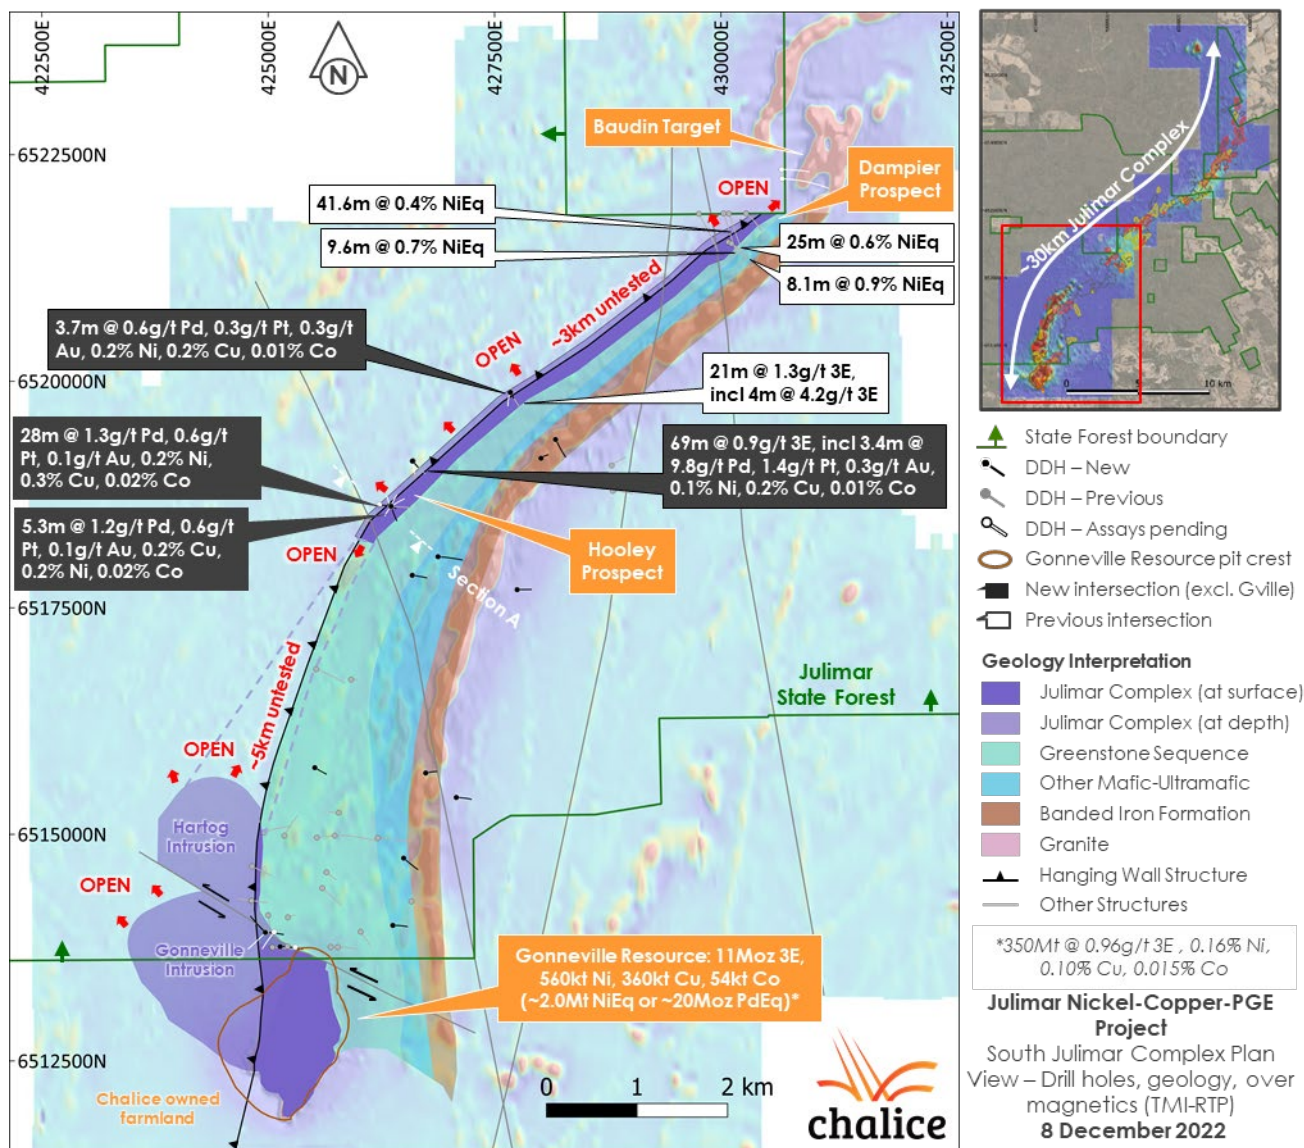 422500E
425000E
427500E
430000E
432500E
N
6522500N
6520000N
6517500N
6515000N
6512500N
Baudin Target
Dampier
Prospect
OPEN
41.6m @ 0.4% NiEq
9.6m @ 0.7% NiEq
25m @ 0.6% NiEq
8.1m @ 0.9% NiEq
~3km untested
OPEN
3.7m @ 0.6g/t Pd, 0.3g/t Pt, 0.3g/t
Au, 0.2% Ni, 0.2% Cu, 0.01% Co
21m @ 1.3g/t 3E,
incl 4m @ 4.2g/t 3E
28m @ 1.3g/t Pd, 0.6g/t
Pt, 0.1g/t Au, 0.2% Ni,
0.3% Cu, 0.02% Co
69m @ 0.9g/t 3E, incl 3.4m @
9.8g/t Pd, 1.4g/t Pt, 0.3g/t Au,
0.1% Ni, 0.2% Cu, 0.01% Co
5.3m @ 1.2g/t Pd, 0.6g/t
Pt, 0.1g/t Au, 0.2% Cu,
0.2% Ni, 0.02% Co
OPEN
Hooley
Prospect
Section A
~5km untested
Julimar
State Forest
OPEN
Hartog
Intrusion
OPEN
Gonneville
Intrusion
Gonneville Resource: 11Moz 3E,
560kt Ni, 360kt Cu, 54kt Co
(~2.0Mt NiEq or ~20Moz PdEq)*
Chalice owned
farmland
0 1 2 km
chalice
~30km Julimar Complex
0 5 10 km
State Forest boundary
DDH – New
DDH – Previous
DDH – Assays pending
Gonneville Resource pit crest
New intersection (excl. Gville)
Previous intersection
Geology Interpretation
Julimar Complex (at surface)
Julimar Complex (at depth)
Greenstone Sequence
Other Mafic-Ultramafic
Banded Iron Formation
Granite
Hanging Wall Structure
Other Structures
*350Mt @ 0.96g/t 3E , 0.16% Ni,
0.10% Cu, 0.015% Co
Julimar Nickel-Copper-PGE
Project
South Julimar Complex Plan
View – Drill holes, geology, over
magnetics (TMI-RTP)
8 December 2022